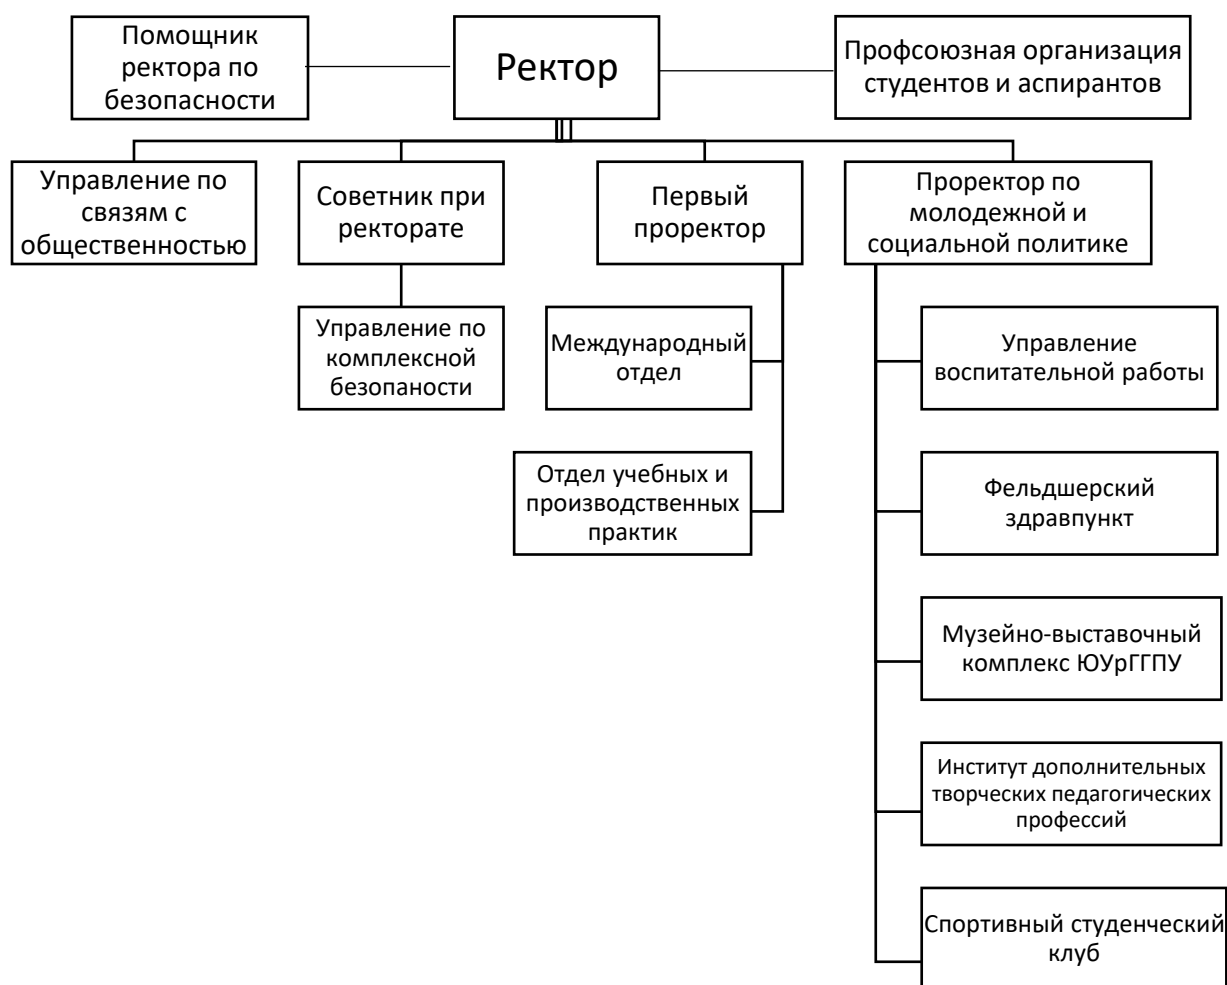 Помощник
ректора по
безопасности
Ректор
Профсоюзная организация
студентов и аспирантов
Управление по
связям с
общественностью
Советник при
ректорате
Первый
проректор
Проректор по
молодежной и
социальной политике
Управление по
комплексной
безопаности
Международный
отдел
Отдел учебных и
производственных
практик
Управление
воспитательной работы
Фельдшерский
здравпункт
Музейно-выставочный
комплекс ЮУрГГПУ
Институт дополнительных
творческих педагогических
профессий
Спортивный студенческий
клуб